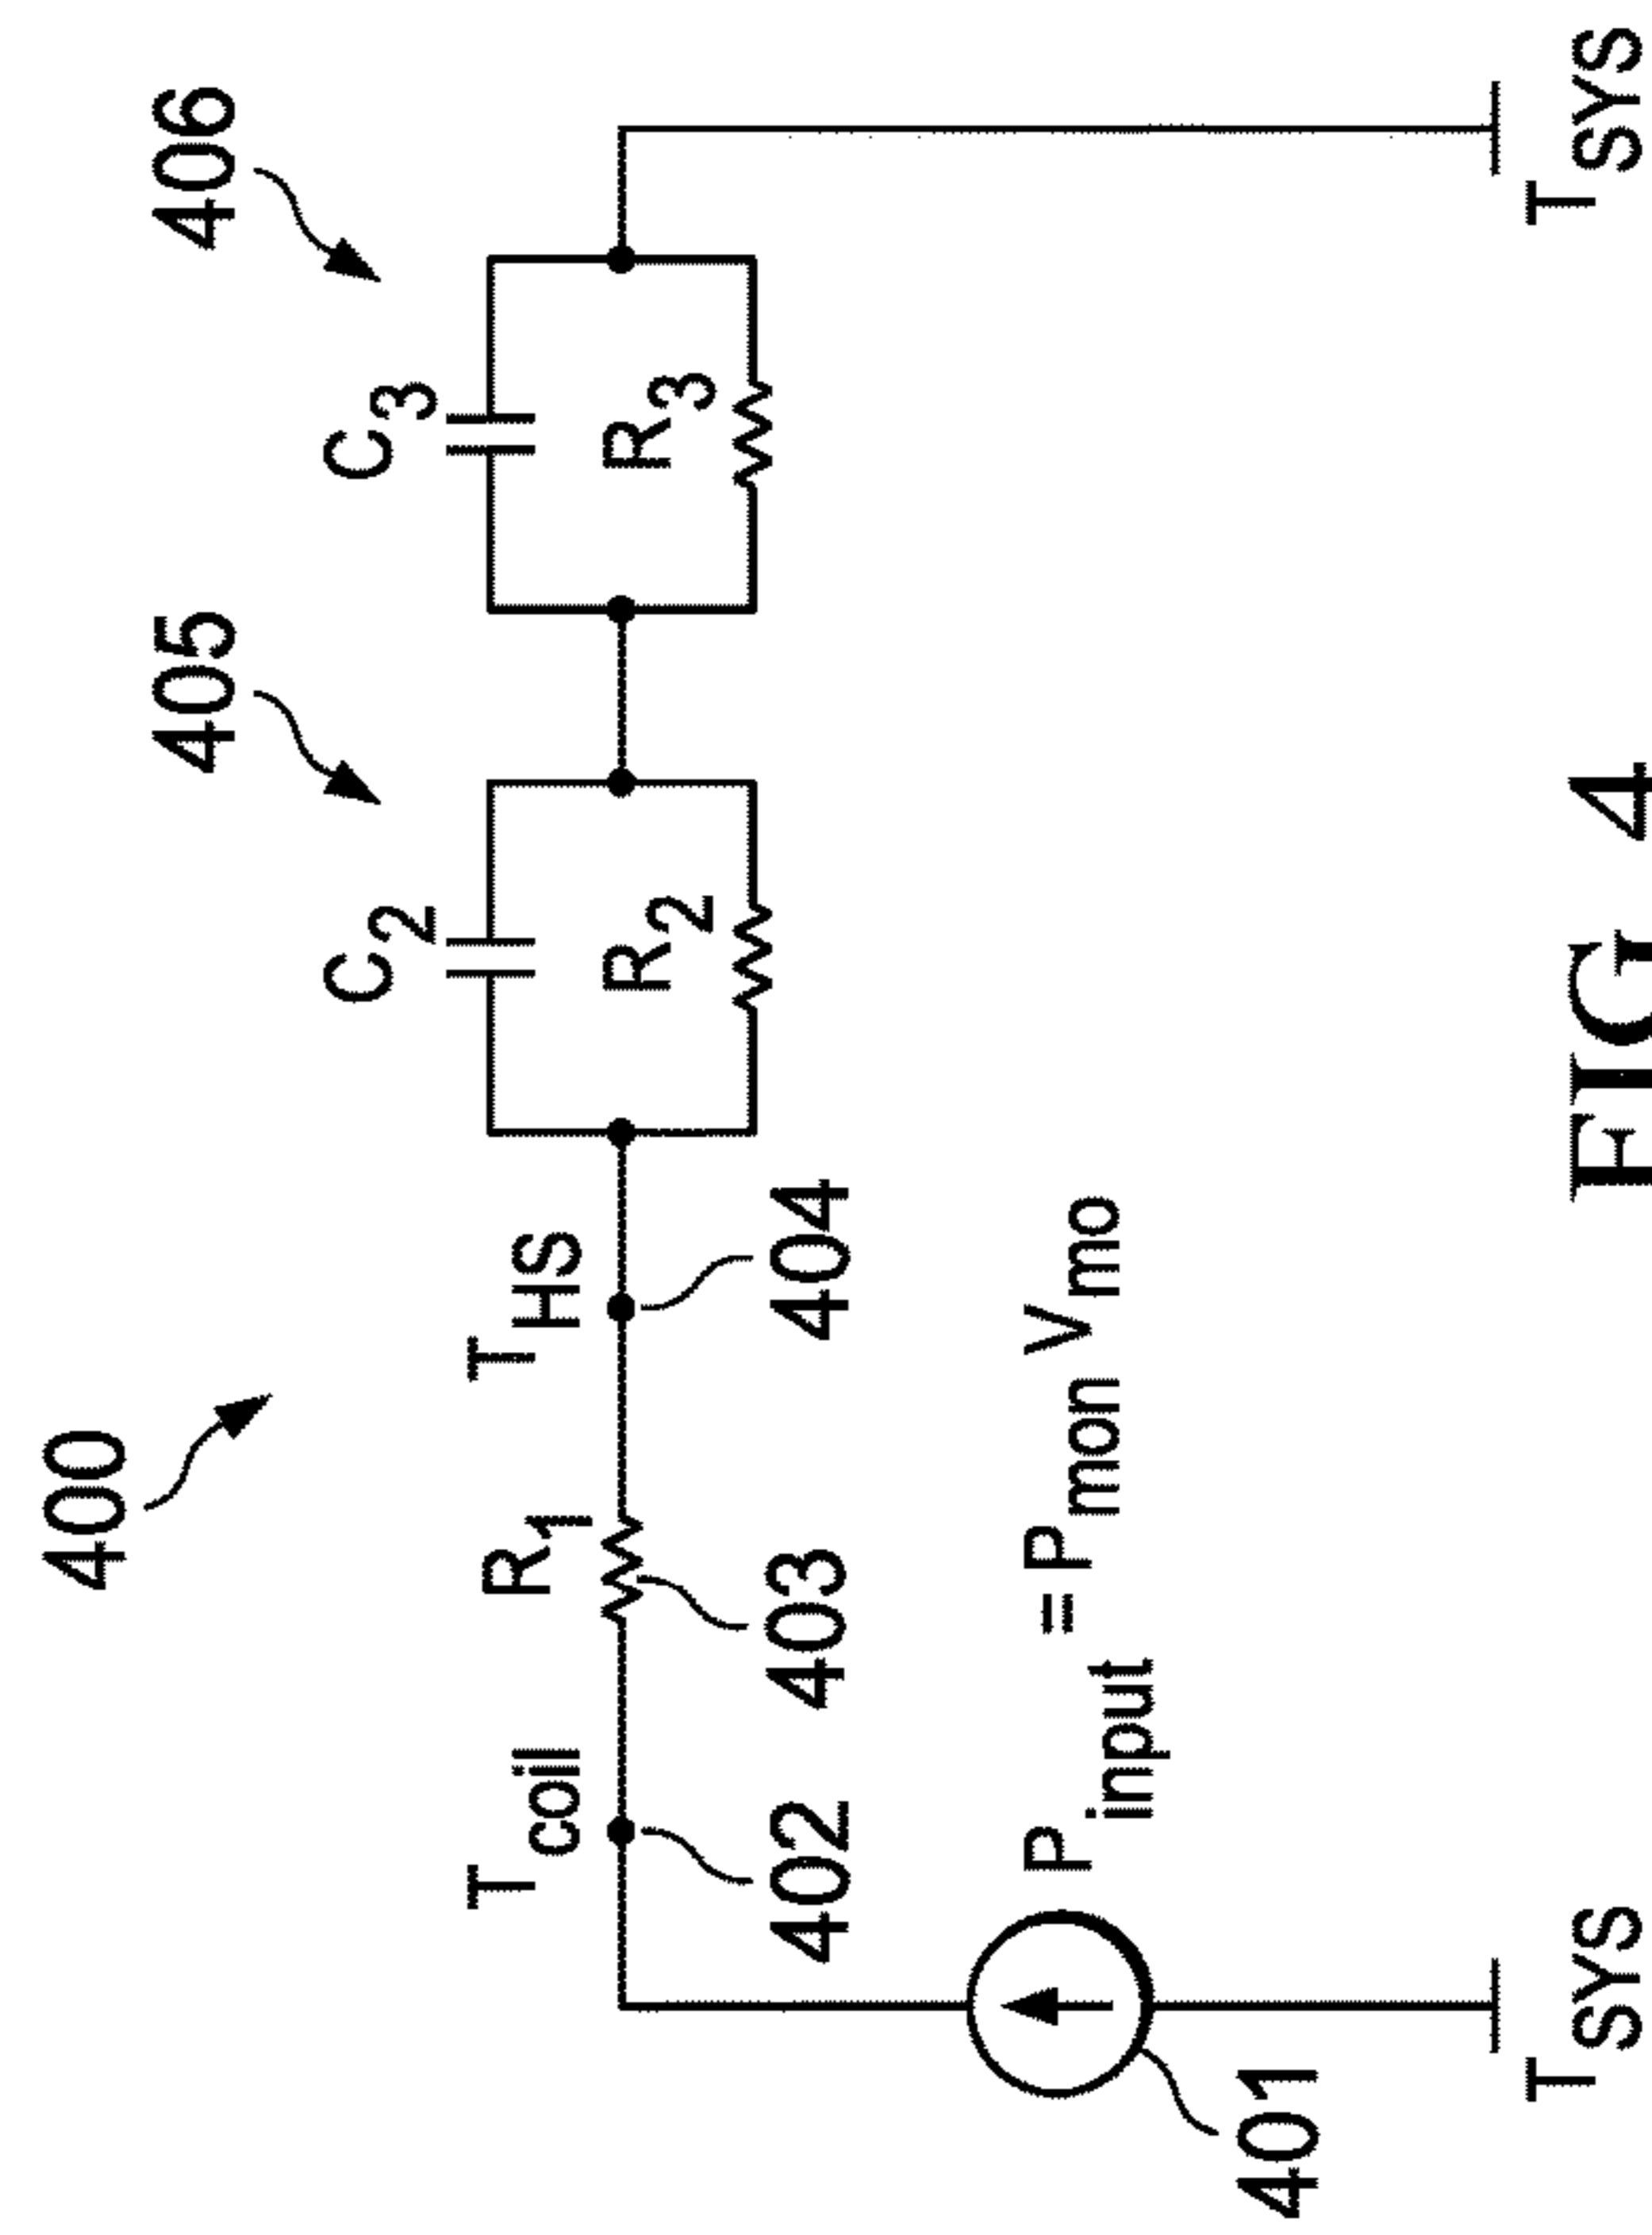 400
405
406
C2
C3
Tcoil
R1
THS
R2
R3
402
403
404
Pinput = Pmon Vmo
401
TSYS
TSYS
FIG 4